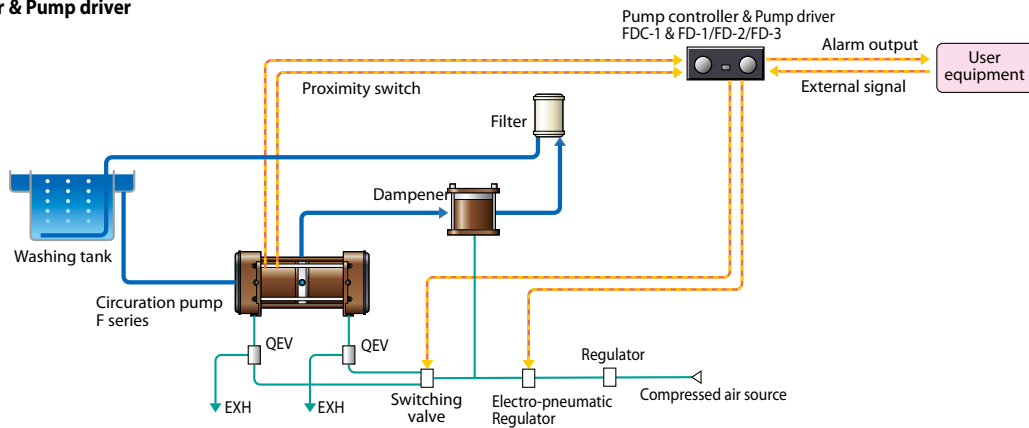 & Pump driver
Pump controller & Pump driver
FDC-1 & FD-1/FD-2/FD-3
Alarm output
User
equipment
External signal
Proximity switch
Filter
Dampener
Washing tank
Circuration pump
F series
QEV
QEV
EXH
EXH
Switching
valve
Electro-pneumatic
Regulator
Regulator
Compressed air source